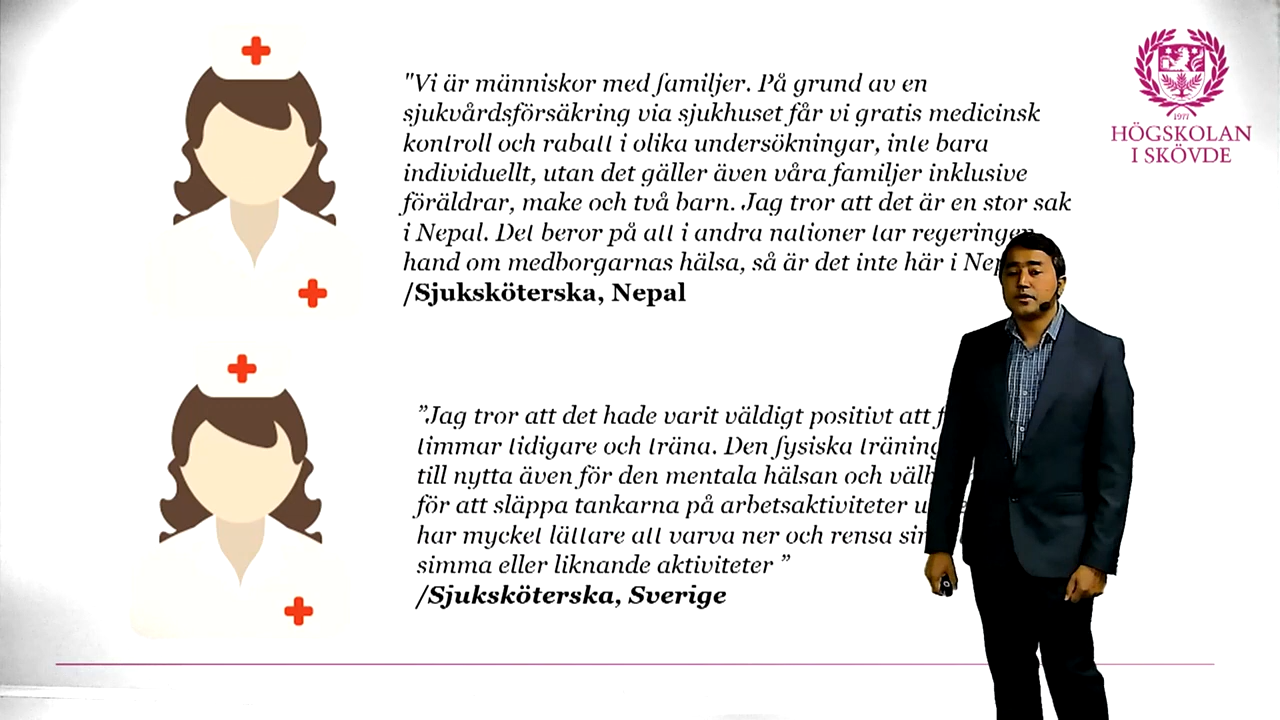 "Vi är människor med familjer. På grund av en
sjukvårdsförsäkring via sjukhuset får vi gratis medicinsk
kontroll och rabatt i olika undersökningar, inte bara
individuellt, utan det gäller även våra familjer inklusive
föräldrar, make och två barn. Jag tror att det är en stor sak
i Nepal. Det beror på att i andra nationer tar regeringen
hand om medborgarnas hälsa, så är det inte här i
/Sjuksköterska, Nepal
1977
HÖGSKOLAN
I SKÖVDE
”Jag tror att det hade varit väldigt positivt att
timmar tidigare och träna. Den fysiska
till nytta även för den mentala hälsan och
för att släppa tankarna på arbetsaktiviteter
har mycket lättare att varva ner och rensa
simma eller liknande aktiviteter ”
/Sjuksköterska, Sverige